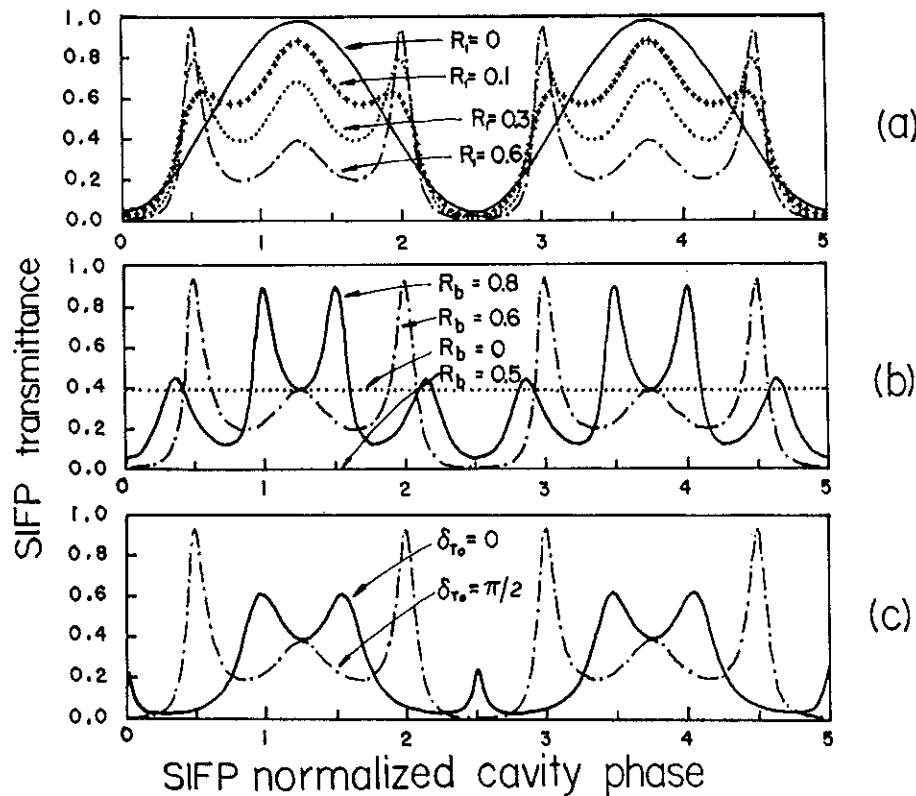 1.0
0.8
0.6
0.4
0.2
0.0
R₁ = 0
R₁ = 0.1
R₁ = 0.3
R₁ = 0.6
(a)
0 1 2 3 4 5
1.0
0.8
0.6
0.4
0.2
0.0
R_b = 0.8
R_b = 0.6
R_b = 0
R_b = 0.5
(b)
0 1 2 3 4 5
1.0
0.8
0.6
0.4
0.2
0.0
δ_To = 0
δ_To = π/2
(c)
0 1 2 3 4 5
SIFP transmittance
SIFP normalized cavity phase